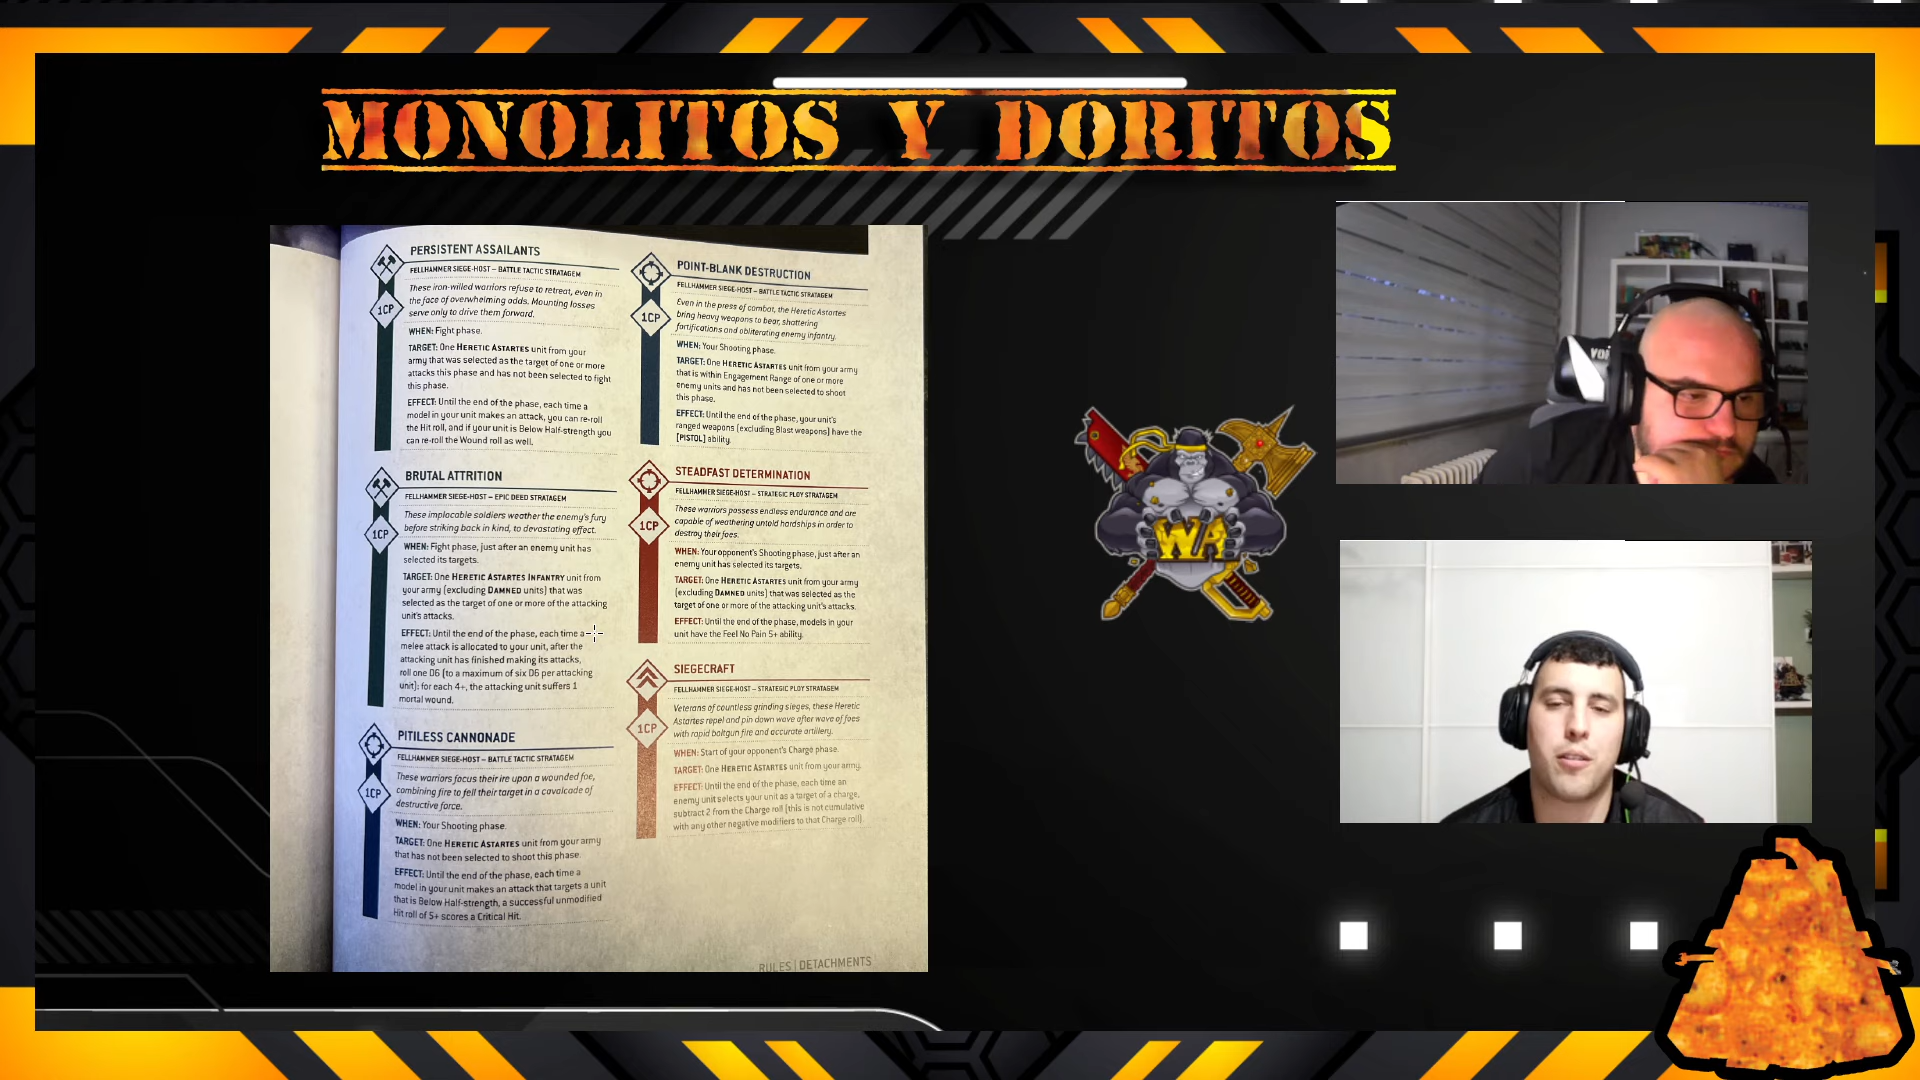 MONOLITOS Y DORITOS
PERSISTENT ASSAILANTS
FELLHAMMER SIEGE-HOST – BATTLE TACTIC STRATAGEM
These iron-willed warriors refuse to retreat, even in
the face of overwhelming odds. Mounting losses
serve only to drive them forward.
1CP
WHEN: Fight phase.
TARGET: One HERETIC ASTARTES unit from your
army that was selected as the target of one or more
attacks this phase and has not been selected to fight
this phase.
EFFECT: Until the end of the phase, each time a
model in your unit makes an attack, you can re-roll
the Hit roll, and if your unit is Below Half-strength you
can re-roll the Wound roll as well.
BRUTAL ATTRITION
FELLHAMMER SIEGE-HOST – EPIC DEED STRATAGEM
These implacable soldiers weather the enemy's fury
before striking back in kind, to devastating effect.
1CP
WHEN: Fight phase, just after an enemy unit has
selected its targets.
TARGET: One HERETIC ASTARTES INFANTRY unit from
your army (excluding DAMNED units) that was
selected as the target of one or more of the attacking
unit's attacks.
EFFECT: Until the end of the phase, each time a
melee attack is allocated to your unit, after the
attacking unit has finished making its attacks,
roll one D6 (to a maximum of six D6 per attacking
unit): for each 4+, the attacking unit suffers 1
mortal wound.
PITILESS CANNONADE
FELLHAMMER SIEGE-HOST – BATTLE TACTIC STRATAGEM
These warriors focus their ire upon a wounded foe,
combining fire to fell their target in a cavalcade of
destructive force.
1CP
WHEN: Your Shooting phase.
TARGET: One HERETIC ASTARTES unit from your army
that has not been selected to shoot this phase.
EFFECT: Until the end of the phase, each time a
model in your unit makes an attack that targets a unit
that is Below Half-strength, a successful unmodified
Hit roll of 5+ scores a Critical Hit.
POINT-BLANK DESTRUCTION
FELLHAMMER SIEGE-HOST – BATTLE TACTIC STRATAGEM
Even in the press of combat, the Heretic Astartes
bring heavy weapons to bear, shattering
fortifications and obliterating enemy infantry.
1CP
WHEN: Your Shooting phase.
TARGET: One HERETIC ASTARTES unit from your army
that is within Engagement Range of one or more
enemy units and has not been selected to shoot
this phase.
EFFECT: Until the end of the phase, your unit's
ranged weapons (excluding Blast weapons) have the
[PISTOL] ability.
STEADFAST DETERMINATION
FELLHAMMER SIEGE-HOST – STRATEGIC PLOY STRATAGEM
These warriors possess endless endurance and are
capable of weathering untold hardships in order to
destroy their foes.
1CP
WHEN: Your opponent's Shooting phase, just after an
enemy unit has selected its targets.
TARGET: One HERETIC ASTARTES unit from your army
(excluding DAMNED units) that was selected as the
target of one or more of the attacking unit's attacks.
EFFECT: Until the end of the phase, models in your
unit have the Feel No Pain 5+ ability.
SIEGECRAFT
FELLHAMMER SIEGE-HOST – STRATEGIC PLOY STRATAGEM
Veterans of countless grinding sieges, these Heretic
Astartes repel and pin down wave after wave of foes
with rapid boltgun fire and accurate artillery.
1CP
WHEN: Start of your opponent's Charge phase.
TARGET: One HERETIC ASTARTES unit from your army.
EFFECT: Until the end of the phase, each time an
enemy unit selects your unit as a target of a charge,
subtract 2 from the Charge roll (this is not cumulative
with any other negative modifiers to that Charge roll).
RULES | DETACHMENTS